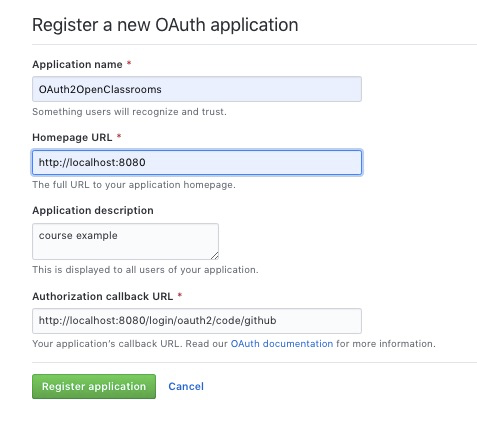 Register a new OAuth application
Application name *
OAuth2OpenClassrooms
Something users will recognize and trust.
Homepage URL *
http://localhost:8080
The full URL to your application homepage.
Application description
course example
This is displayed to all users of your application.
Authorization callback URL *
http://localhost:8080/login/oauth2/code/github
Your application's callback URL. Read our OAuth documentation for more information.
Register application Cancel